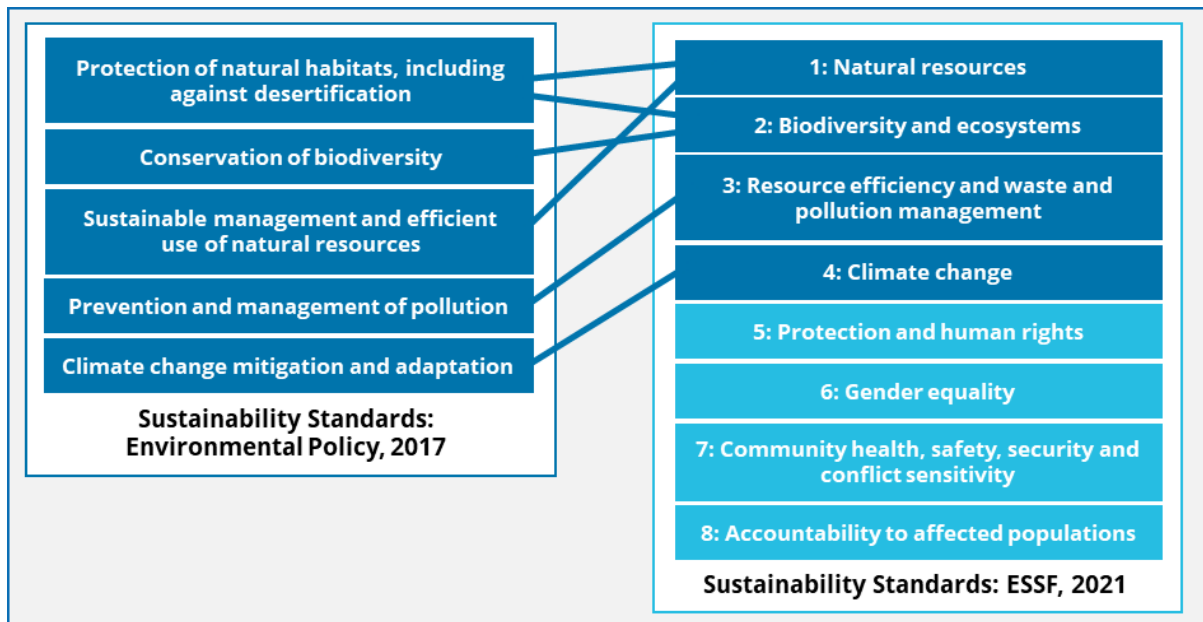 Protection of natural habitats, including
against desertification
Conservation of biodiversity
Sustainable management and efficient
use of natural resources
Prevention and management of pollution
Climate change mitigation and adaptation
Sustainability Standards:
Environmental Policy, 2017
1: Natural resources
2: Biodiversity and ecosystems
3: Resource efficiency and waste and
pollution management
4: Climate change
5: Protection and human rights
6: Gender equality
7: Community health, safety, security and
conflict sensitivity
8: Accountability to affected populations
Sustainability Standards: ESSF, 2021